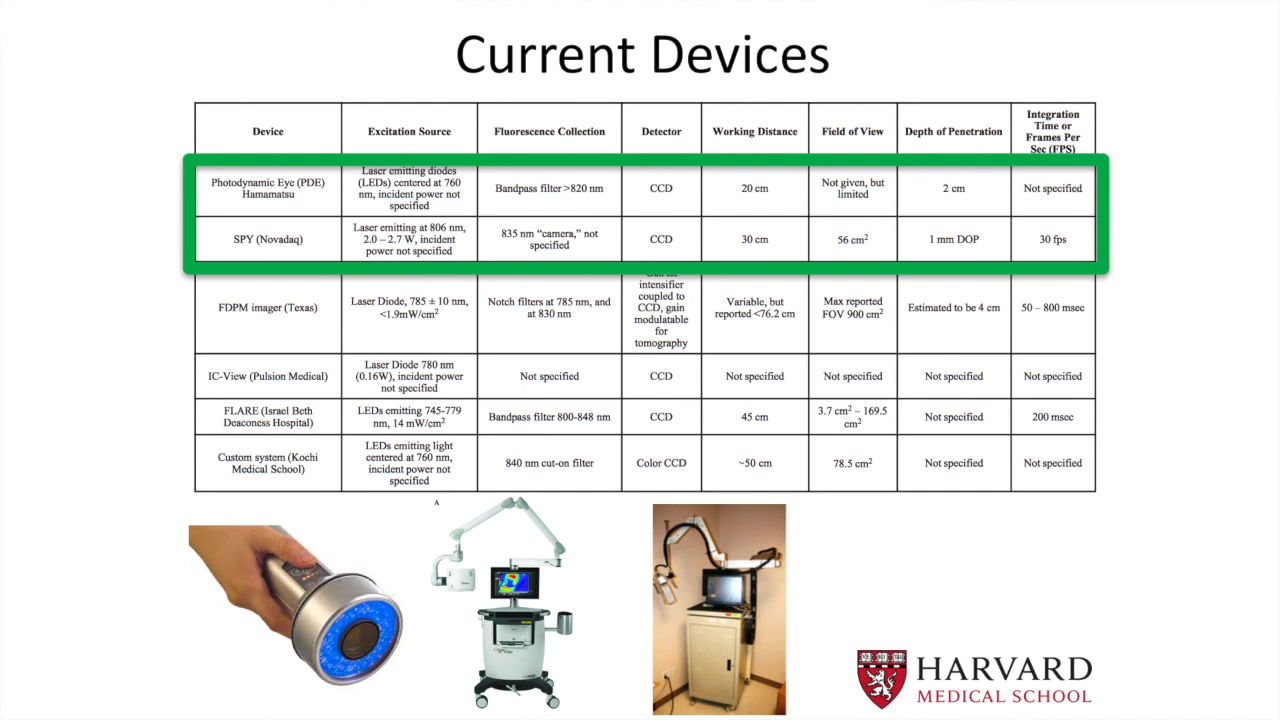 Current Devices
Device
Excitation Source
Fluorescence Collection
Detector
Working Distance
Field of View
Depth of Penetration
Integration
Time or
Frames Per
Sec (FPS)
Photodynamic Eye (PDE)
Hamamatsu
Laser emitting diodes
(LEDs) centered at 760
nm, incident power not
specified
Bandpass filter >820 nm
CCD
20 cm
Not given, but
limited
2 cm
Not specified
SPY (Novadaq)
Laser emitting at 806 nm,
2.0 – 2.7 W, incident
power not specified
835 nm “camera,” not
specified
CCD
30 cm
56 cm²
1 mm DOP
30 fps
FDPM imager (Texas)
Laser Diode, 785 ± 10 nm,
<1.9mW/cm²
Notch filters at 785 nm, and
at 830 nm
intensifier
coupled to
CCD, gain
modulatable
for
tomography
Variable, but
reported <76.2 cm
Max reported
FOV 900 cm²
Estimated to be 4 cm
50 – 800 msec
IC-View (Pulsion Medical)
Laser Diode 780 nm
(0.16W), incident power
not specified
Not specified
CCD
Not specified
Not specified
Not specified
Not specified
FLARE (Israel Beth
Deaconess Hospital)
LEDs emitting 745-779
nm, 14 mW/cm²
Bandpass filter 800-848 nm
CCD
45 cm
3.7 cm² – 169.5
cm²
Not specified
200 msec
Custom system (Kochi
Medical School)
LEDs emitting light
centered at 760 nm,
incident power not
specified
840 nm cut-on filter
Color CCD
~50 cm
78.5 cm²
Not specified
Not specified
A
HARVARD
MEDICAL SCHOOL